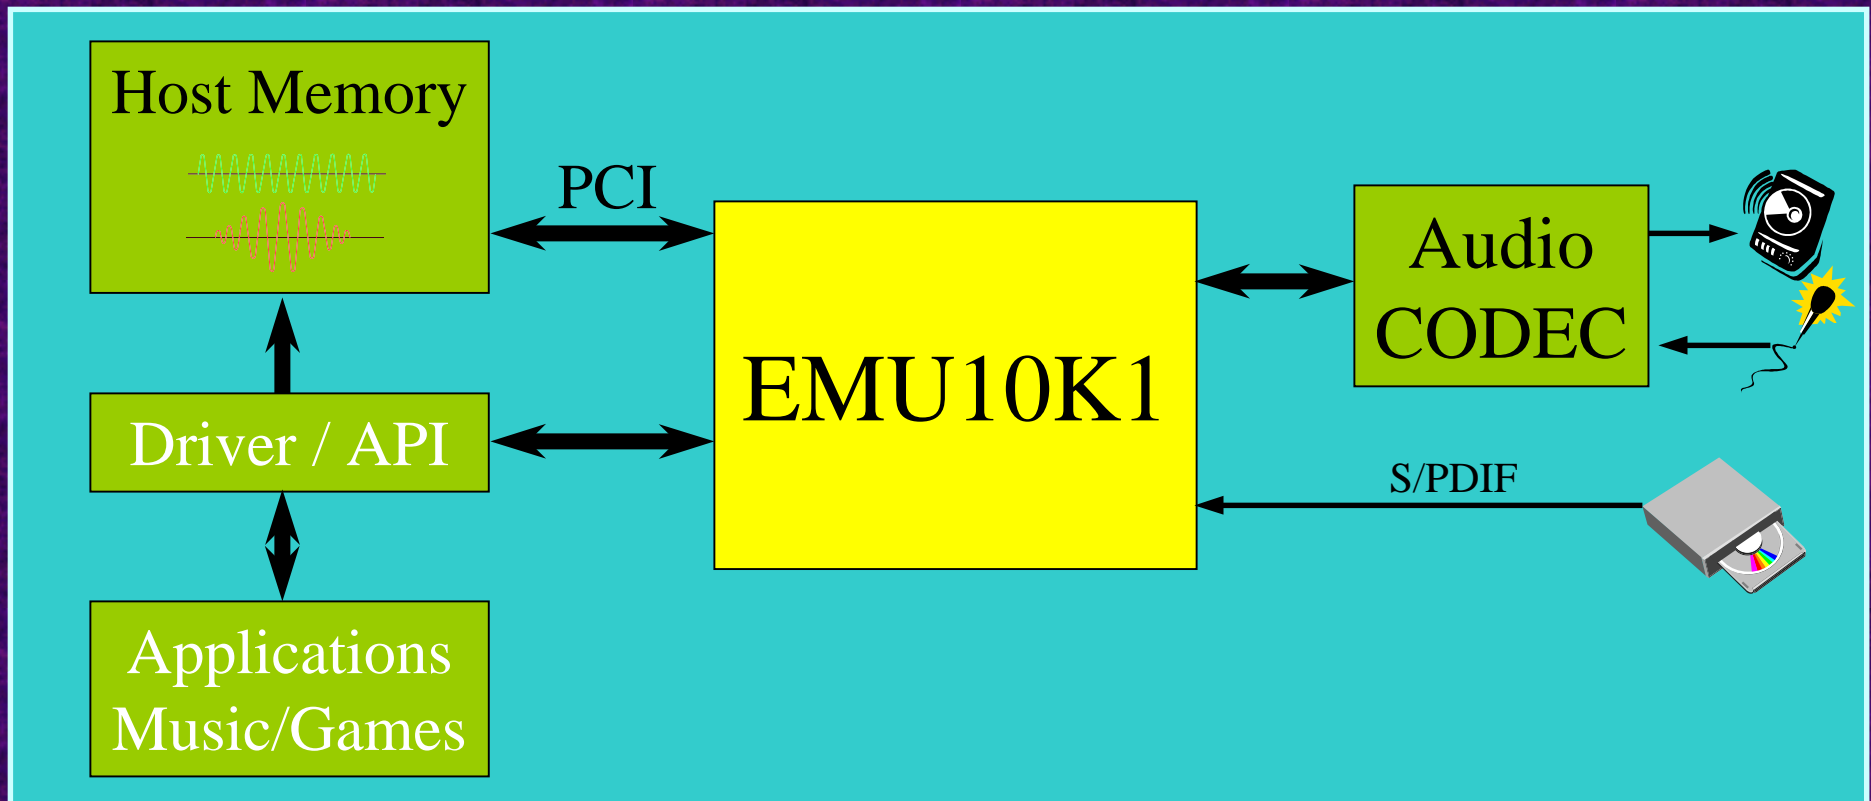 Host Memory
PCI
Driver / API
Applications
Music/Games
EMU10K1
Audio
CODEC
S/PDIF